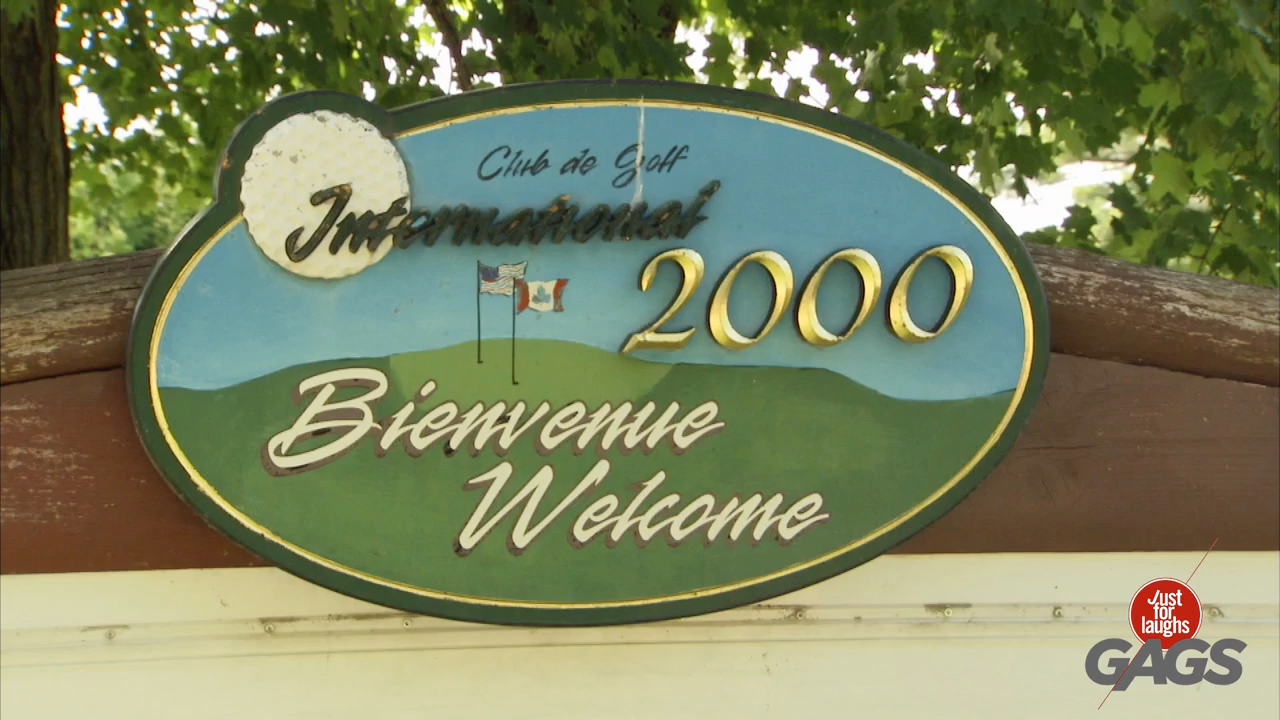 Club de Golf
International
2000
Bienvenue
Welcome
Just
for
laughs
GAGS